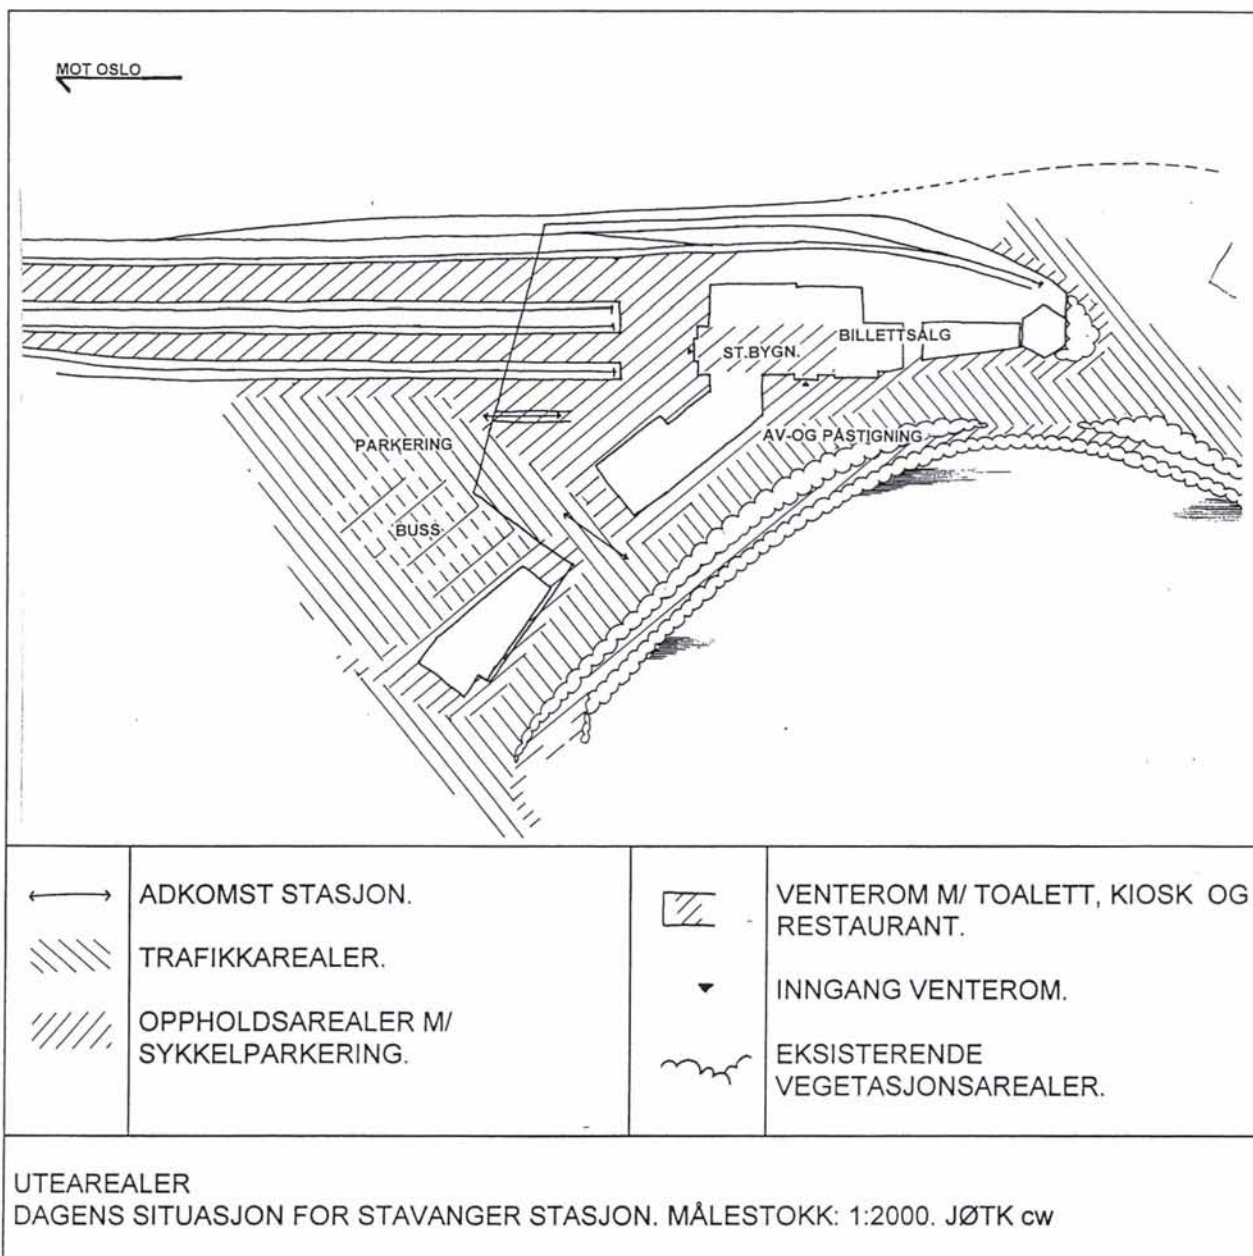 MOT OSLO
ST.BYGN.
BILLETTSALG
PARKERING
AV-OG PÅSTIGNING
BUSS
ADKOMST STASJON.
TRAFIKKAREALER.
OPPHOLDSAREALER M/
SYKKELPARKERING.
VENTEROM M/ TOALETT, KIOSK OG
RESTAURANT.
INNGANG VENTEROM.
EKSISTERENDE
VEGETASJONSAREALER.
UTEAREALER
DAGENS SITUASJON FOR STAVANGER STASJON. MÅLESTOKK: 1:2000. JØTK cw